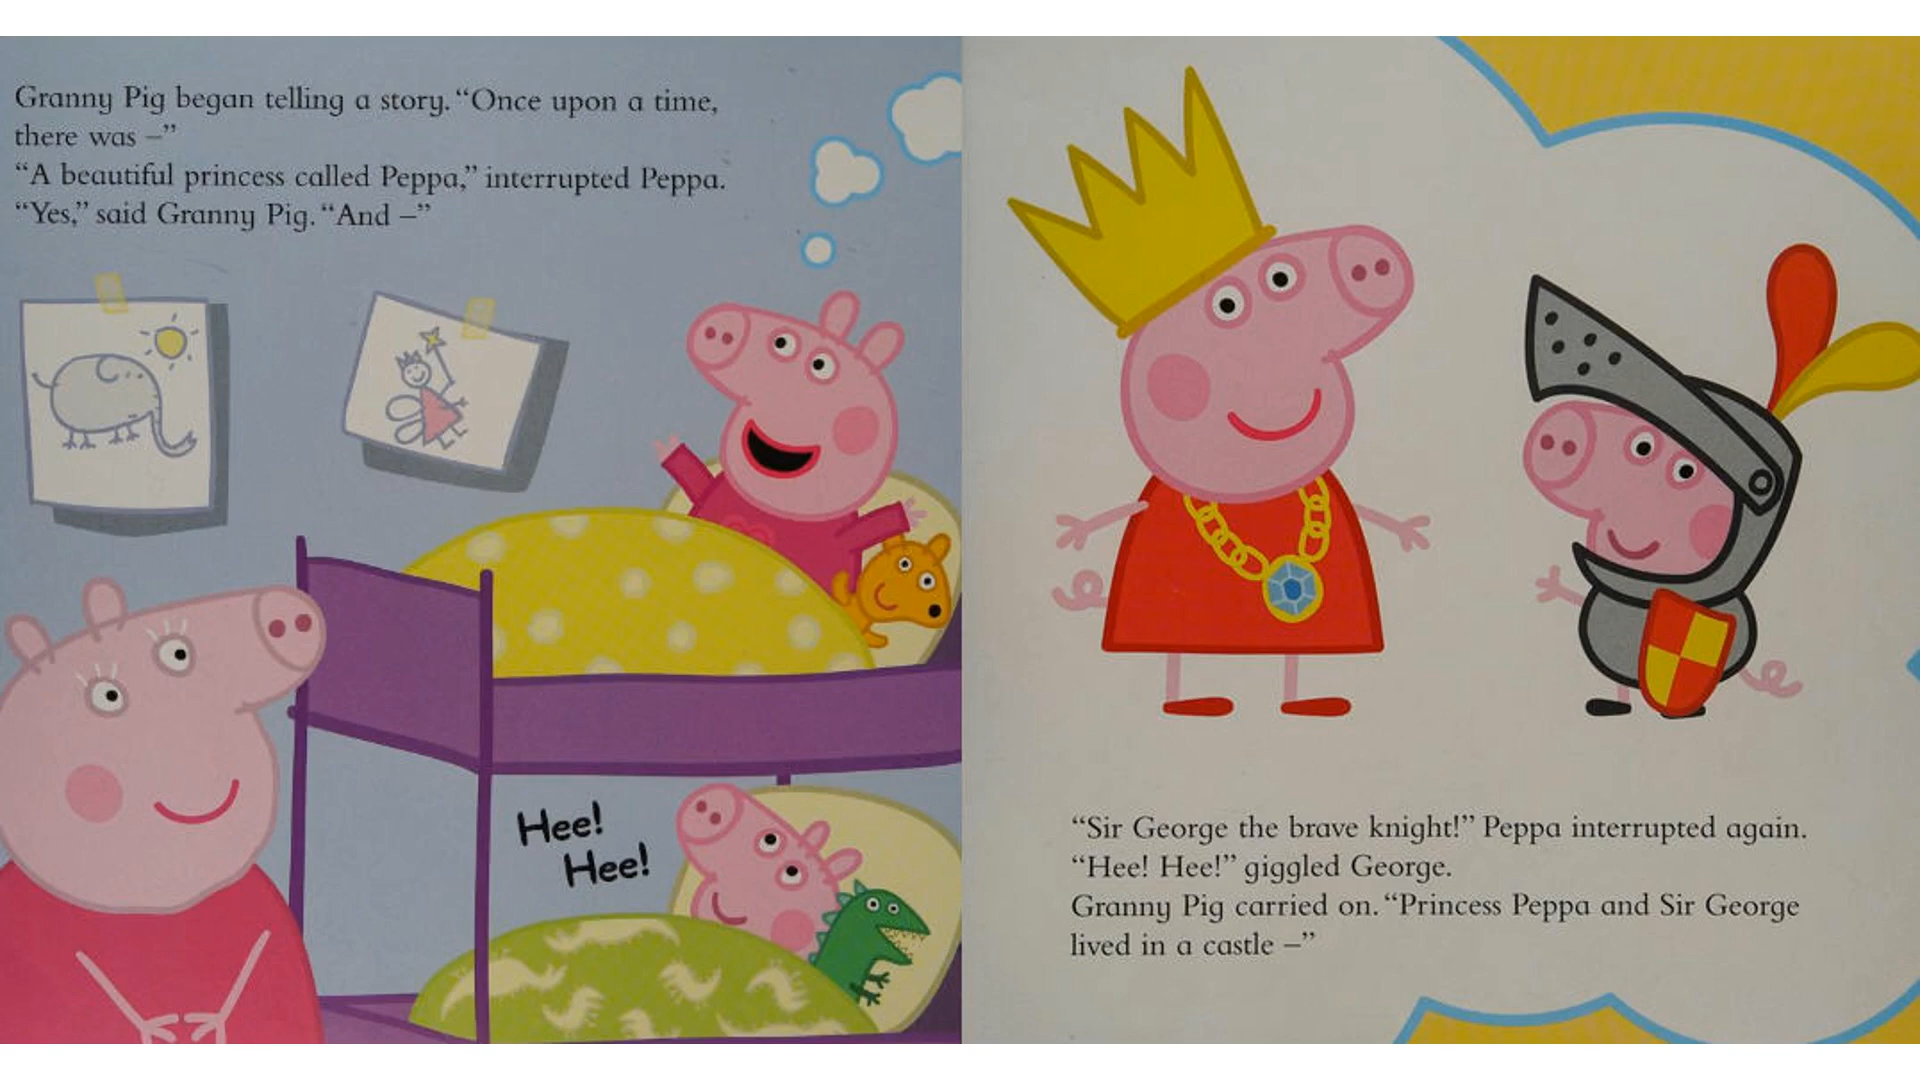 Granny Pig began telling a story. “Once upon a time,
there was –”
“A beautiful princess called Peppa,” interrupted Peppa.
“Yes,” said Granny Pig. “And –”
Hee!
Hee!
“Sir George the brave knight!” Peppa interrupted again.
“Hee! Hee!” giggled George.
Granny Pig carried on. “Princess Peppa and Sir George
lived in a castle –”